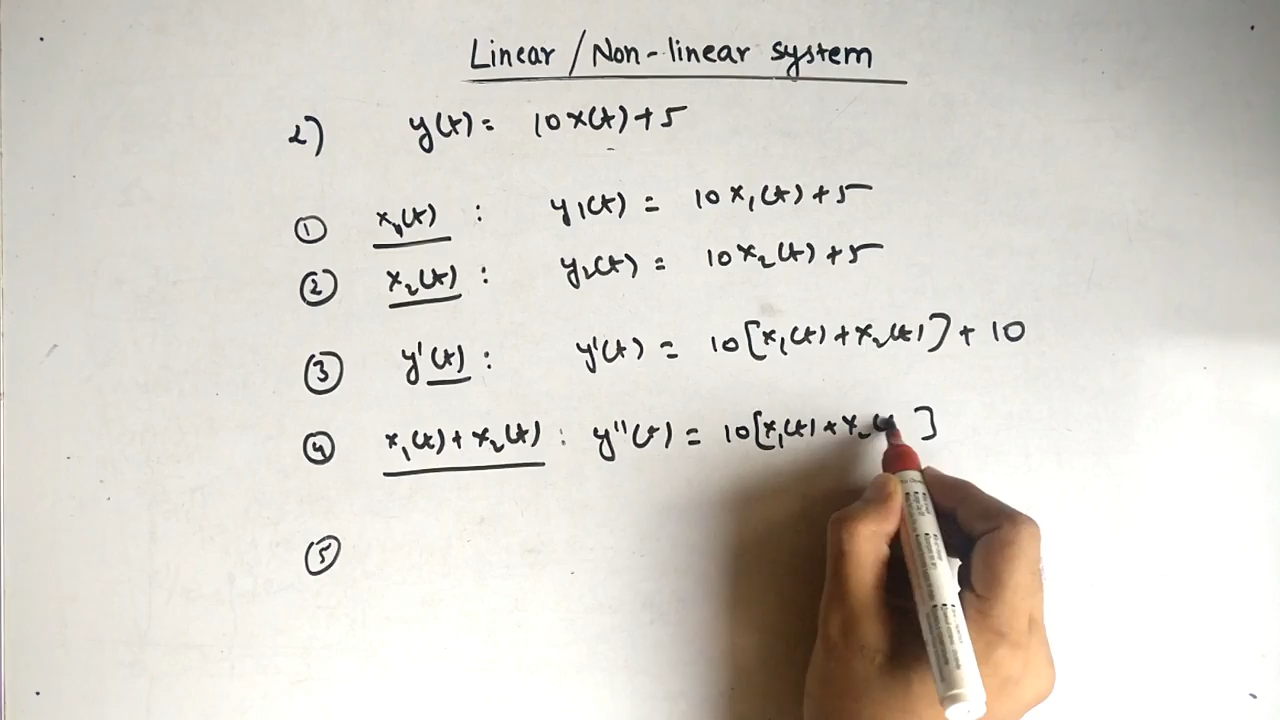 Linear / Non-linear system
2) y(t) = 10x(t)+5
① x₁(t) : y₁(t) = 10x₁(t)+5
② x₂(t) : y₂(t) = 10x₂(t)+5
③ y'(t) : y'(t) = 10[x₁(t)+x₂(t)]+10
④ x₁(t)+x₂(t) : y''(t) = 10[x₁(t)+x₂(t ]
⑤